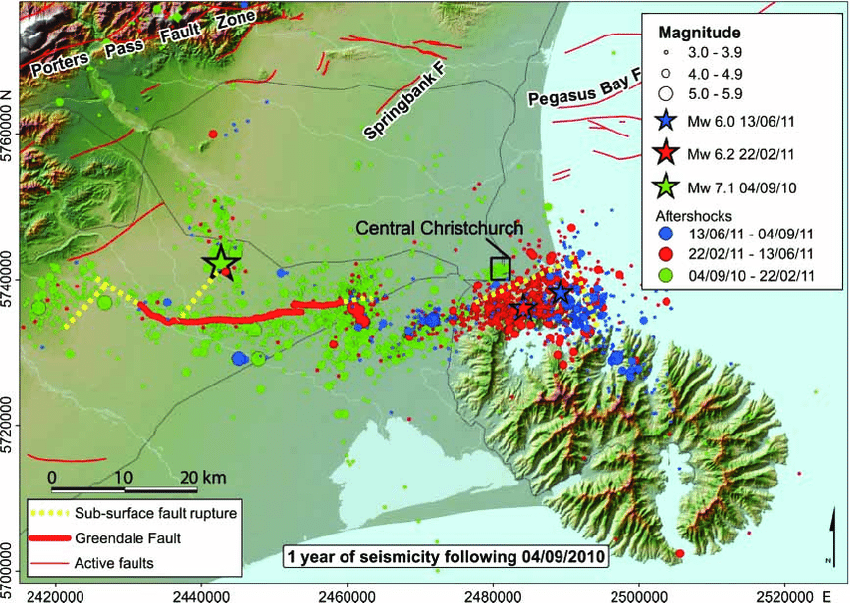 Porters Pass Fault Zone
Springbank F
Pegasus Bay F
Central Christchurch
Magnitude
3.0 - 3.9
4.0 - 4.9
5.0 - 5.9
Mw 6.0 13/06/11
Mw 6.2 22/02/11
Mw 7.1 04/09/10
Aftershocks
13/06/11 - 04/09/11
22/02/11 - 13/06/11
04/09/10 - 22/02/11
5760000 N
5740000
5720000
5700000
0 10 20 km
Sub-surface fault rupture
Greendale Fault
Active faults
1 year of seismicity following 04/09/2010
N
2420000 2440000 2460000 2480000 2500000 2520000 E